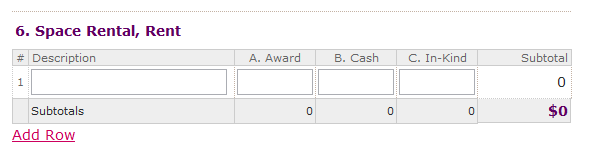 6. Space Rental, Rent
# Description A. Award B. Cash C. In-Kind Subtotal
1 0
Subtotals 0 0 0 $0
Add Row